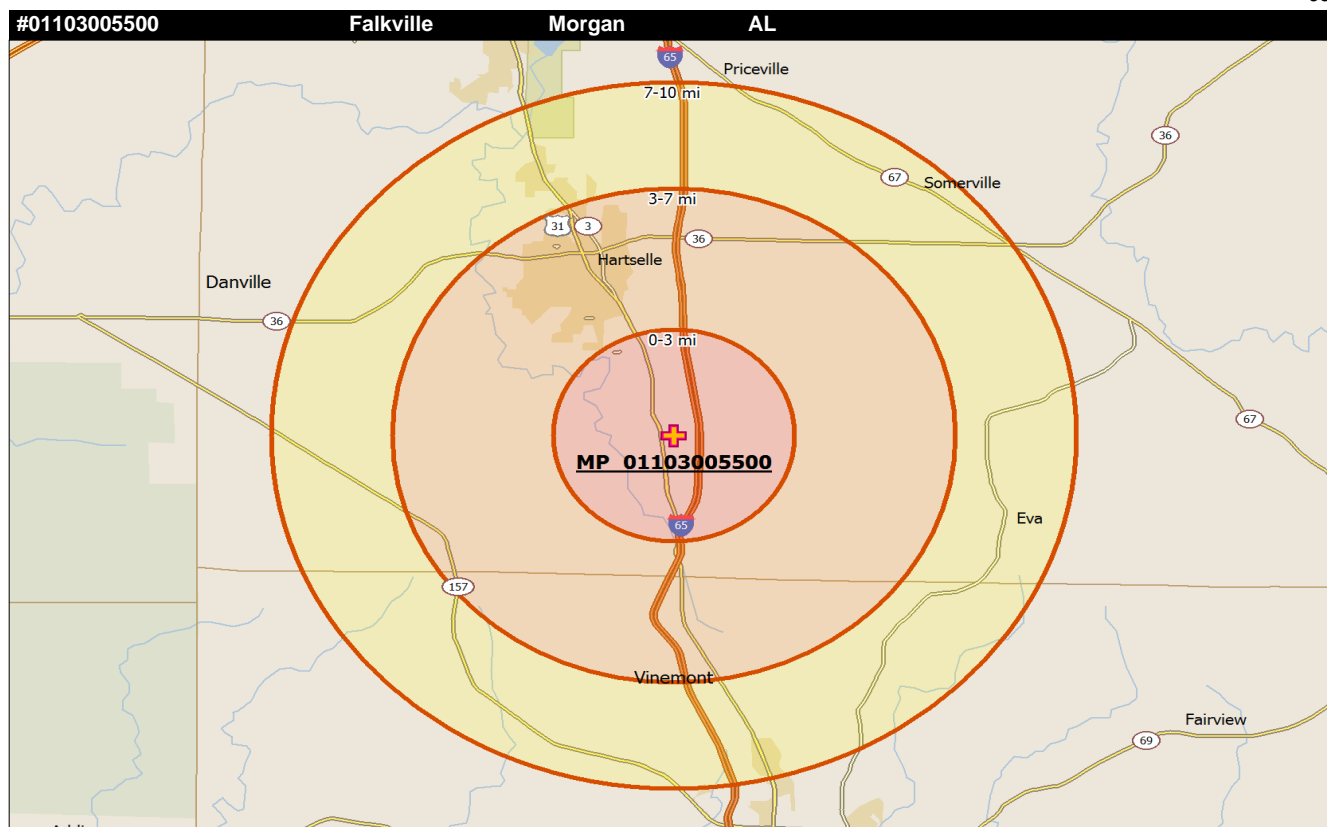 #01103005500 Falkville Morgan AL
65
Priceville
7-10 mi
36
67
Somerville
3-7 mi
31
3
36
Hartselle
Danville
36
0-3 mi
67
MP 01103005500
Eva
65
157
Vinemont
Fairview
69